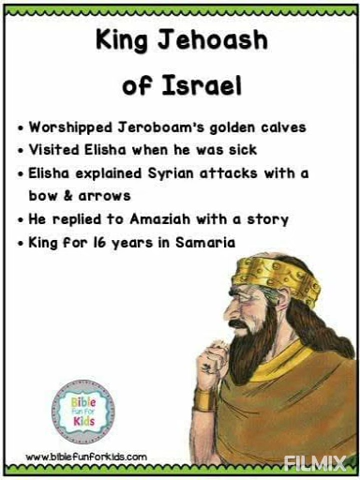 King Jehoash
of Israel
• Worshipped Jeroboam's golden calves
• Visited Elisha when he was sick
• Elisha explained Syrian attacks with a
bow & arrows
• He replied to Amaziah with a story
• King for 16 years in Samaria
Bible
Fun For
Kids
www.biblefunforkids.com
FILMIX